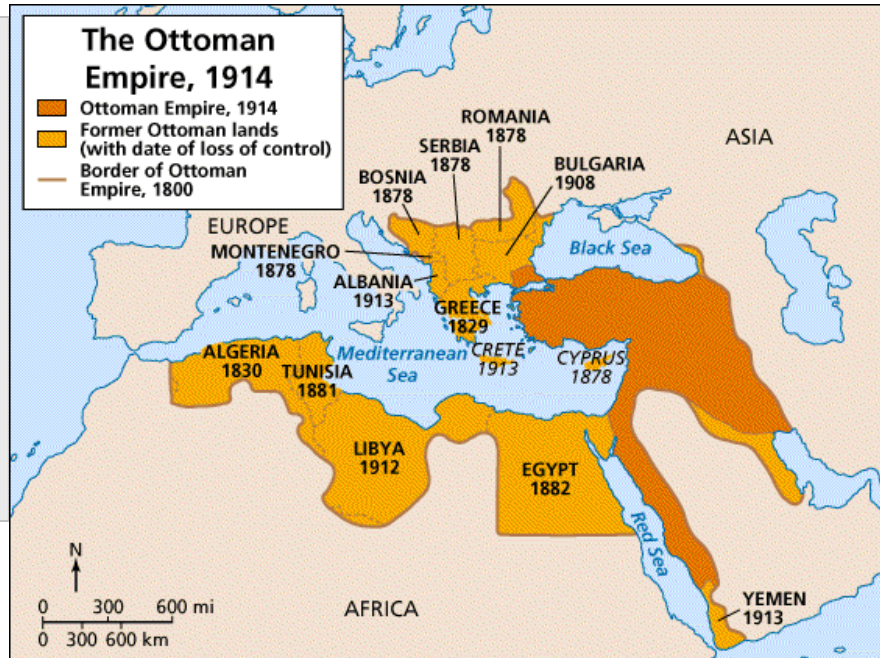 The Ottoman
Empire, 1914
Ottoman Empire, 1914
Former Ottoman lands
(with date of loss of control)
Border of Ottoman
Empire, 1800
ROMANIA
1878
SERBIA
1878
BOSNIA
1878
BULGARIA
1908
ASIA
EUROPE
MONTENEGRO
1878
Black Sea
ALBANIA
1913
GREECE
1829
ALGERIA
1830
TUNISIA
1881
Mediterranean
Sea
CRETE
1913
CYPRUS
1878
LIBYA
1912
EGYPT
1882
Red Sea
N
0 300 600 mi
0 300 600 km
AFRICA
YEMEN
1913